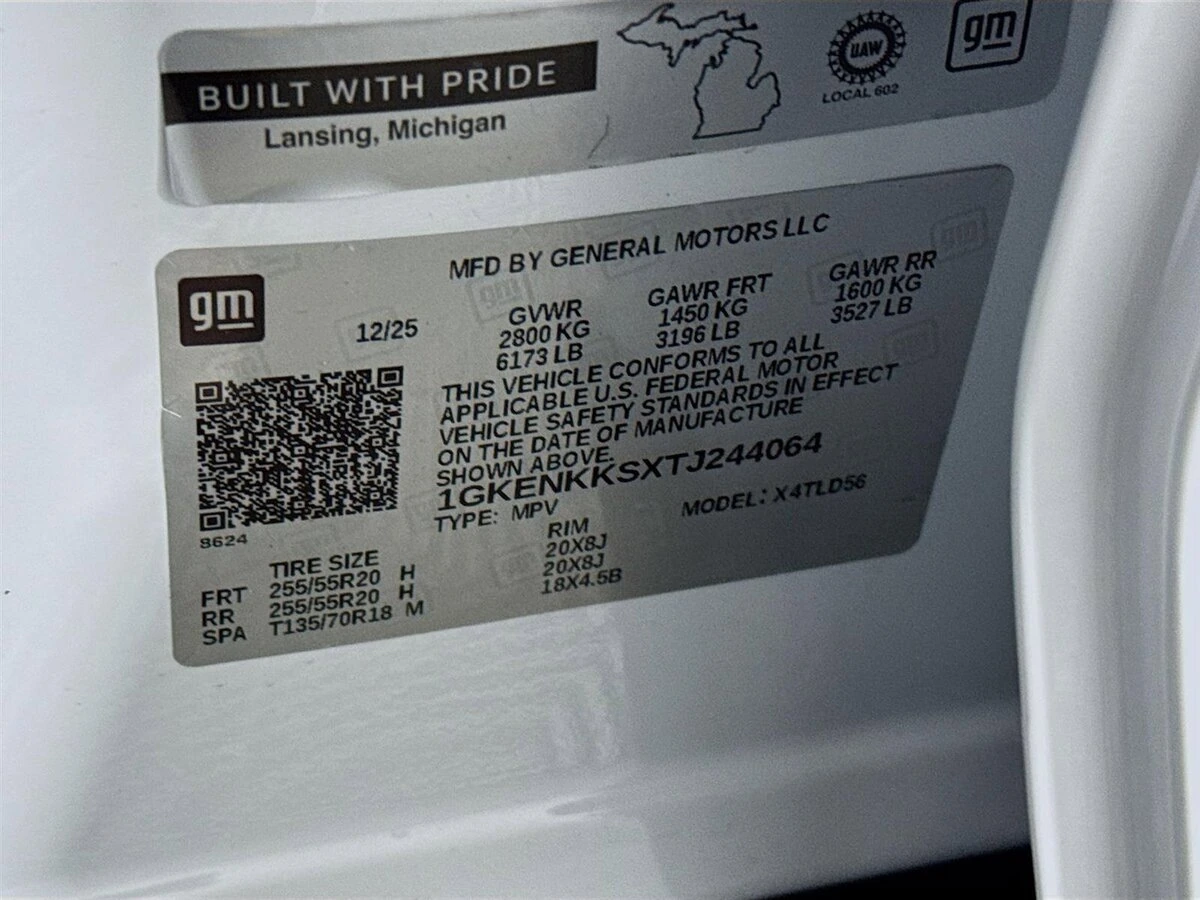 BUILT WITH PRIDE
Lansing, Michigan
UAW
LOCAL 602
gm
MFD BY GENERAL MOTORS LLC
gm
12/25
GVWR
2800 KG
6173 LB
GAWR FRT
1450 KG
3196 LB
GAWR RR
1600 KG
3527 LB
THIS VEHICLE CONFORMS TO ALL
APPLICABLE U.S. FEDERAL MOTOR
VEHICLE SAFETY STANDARDS IN EFFECT
ON THE DATE OF MANUFACTURE
SHOWN ABOVE.
1GKENKKSXTJ244064
TYPE: MPV
MODEL: X4TLD56
8624
TIRE SIZE RIM
FRT 255/55R20 H 20X8J
RR 255/55R20 H 20X8J
SPA T135/70R18 M 18X4.5B